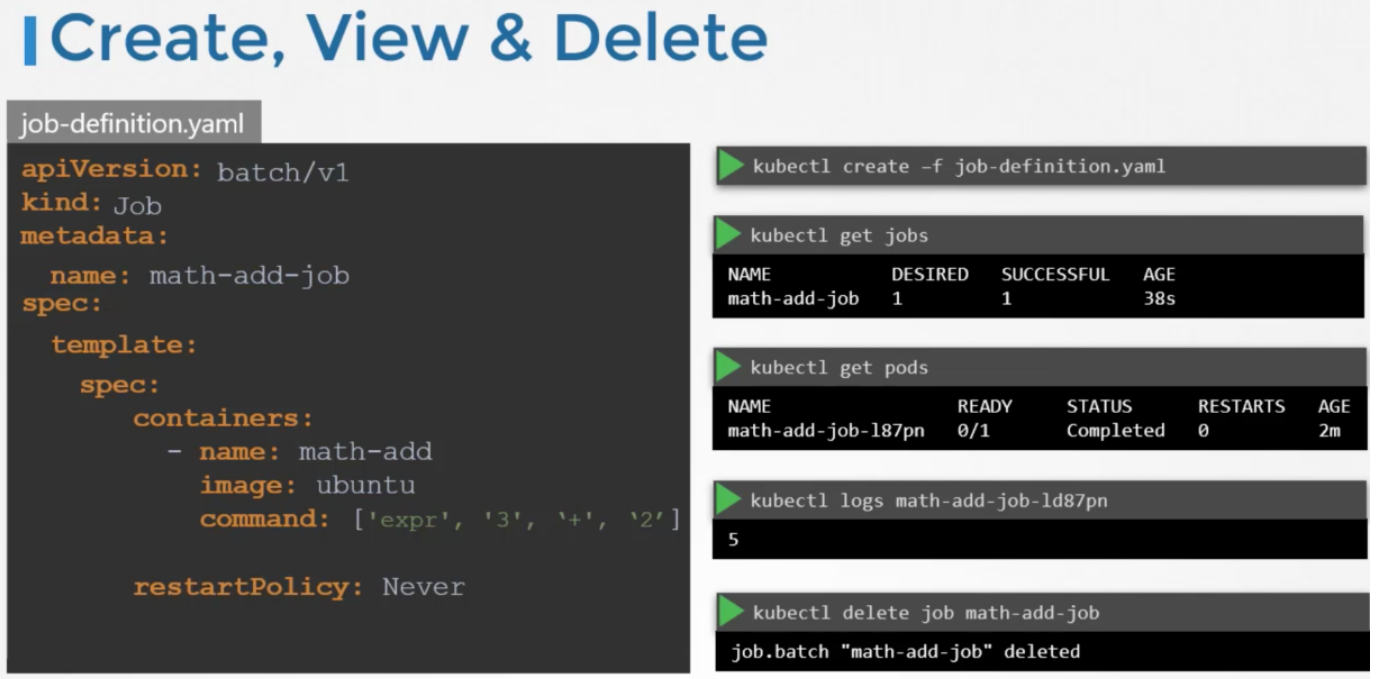 Create, View & Delete
job-definition.yaml
apiVersion: batch/v1
kind: Job
metadata:
name: math-add-job
spec:
template:
spec:
containers:
- name: math-add
image: ubuntu
command: ['expr', '3', ‘+', ‘2’]
restartPolicy: Never
kubectl create –f job-definition.yaml
kubectl get jobs
NAME DESIRED SUCCESSFUL AGE
math-add-job 1 1 38s
kubectl get pods
NAME READY STATUS RESTARTS AGE
math-add-job-l87pn 0/1 Completed 0 2m
kubectl logs math-add-job-ld87pn
5
kubectl delete job math-add-job
job.batch "math-add-job" deleted